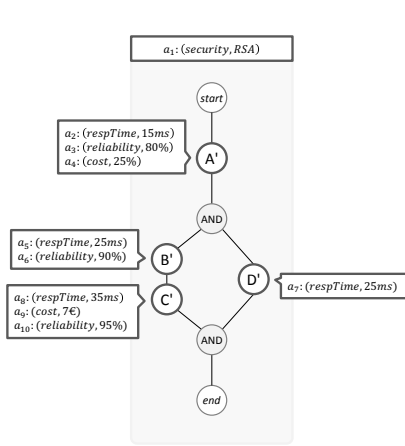 a₁: (security, RSA)
start
a₂: (respTime, 15ms)
a₃: (reliability, 80%)
a₄: (cost, 25%)
A'
AND
a₅: (respTime, 25ms)
a₆: (reliability, 90%)
B'
D'
a₇: (respTime, 25ms)
a₈: (respTime, 35ms)
a₉: (cost, 7€)
a₁₀: (reliability, 95%)
C'
AND
end